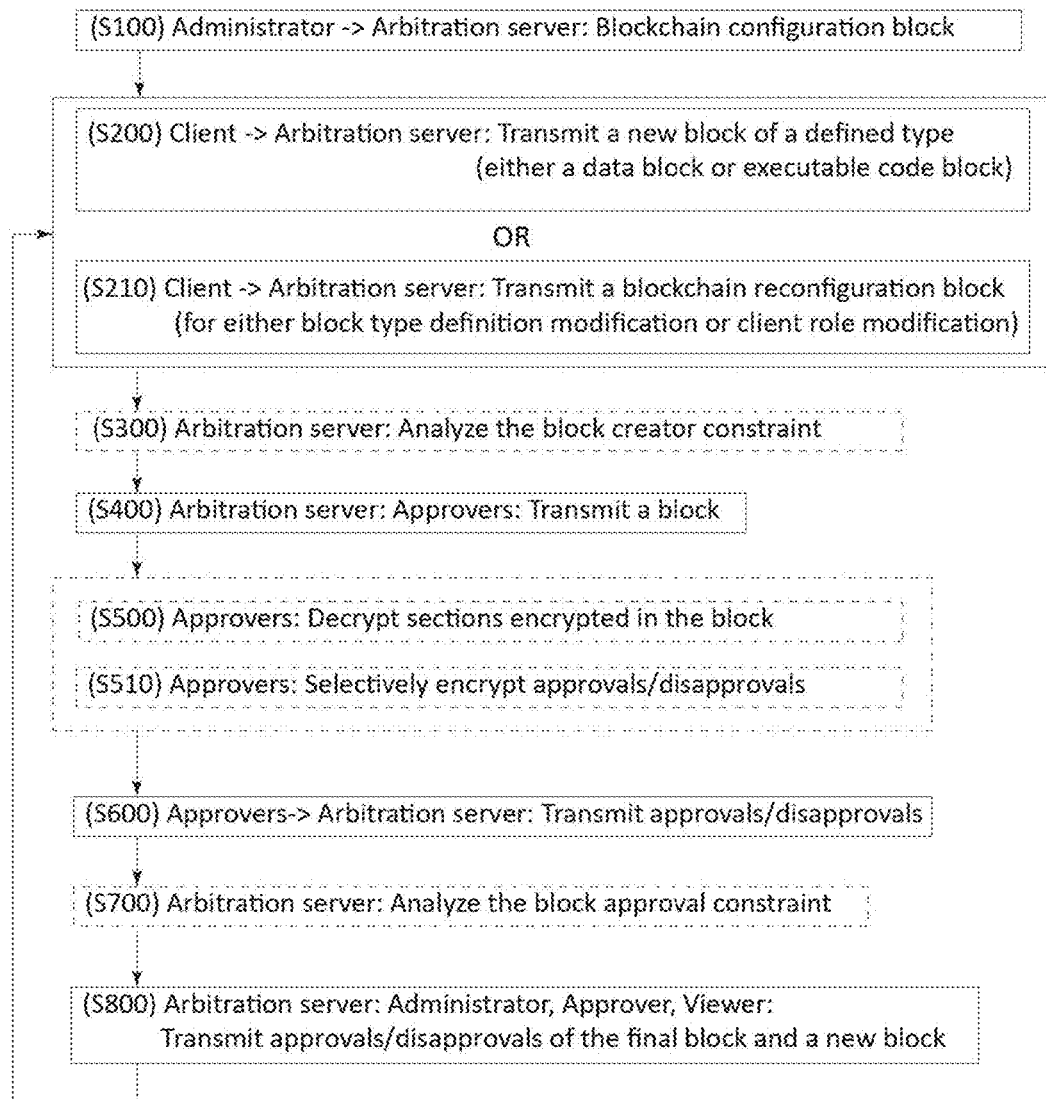 (S100) Administrator -> Arbitration server: Blockchain configuration block
(S200) Client -> Arbitration server: Transmit a new block of a defined type
(either a data block or executable code block)
OR
(S210) Client -> Arbitration server: Transmit a blockchain reconfiguration block
(for either block type definition modification or client role modification)
(S300) Arbitration server: Analyze the block creator constraint
(S400) Arbitration server: Approvers: Transmit a block
(S500) Approvers: Decrypt sections encrypted in the block
(S510) Approvers: Selectively encrypt approvals/disapprovals
(S600) Approvers-> Arbitration server: Transmit approvals/disapprovals
(S700) Arbitration server: Analyze the block approval constraint
(S800) Arbitration server: Administrator, Approver, Viewer:
Transmit approvals/disapprovals of the final block and a new block